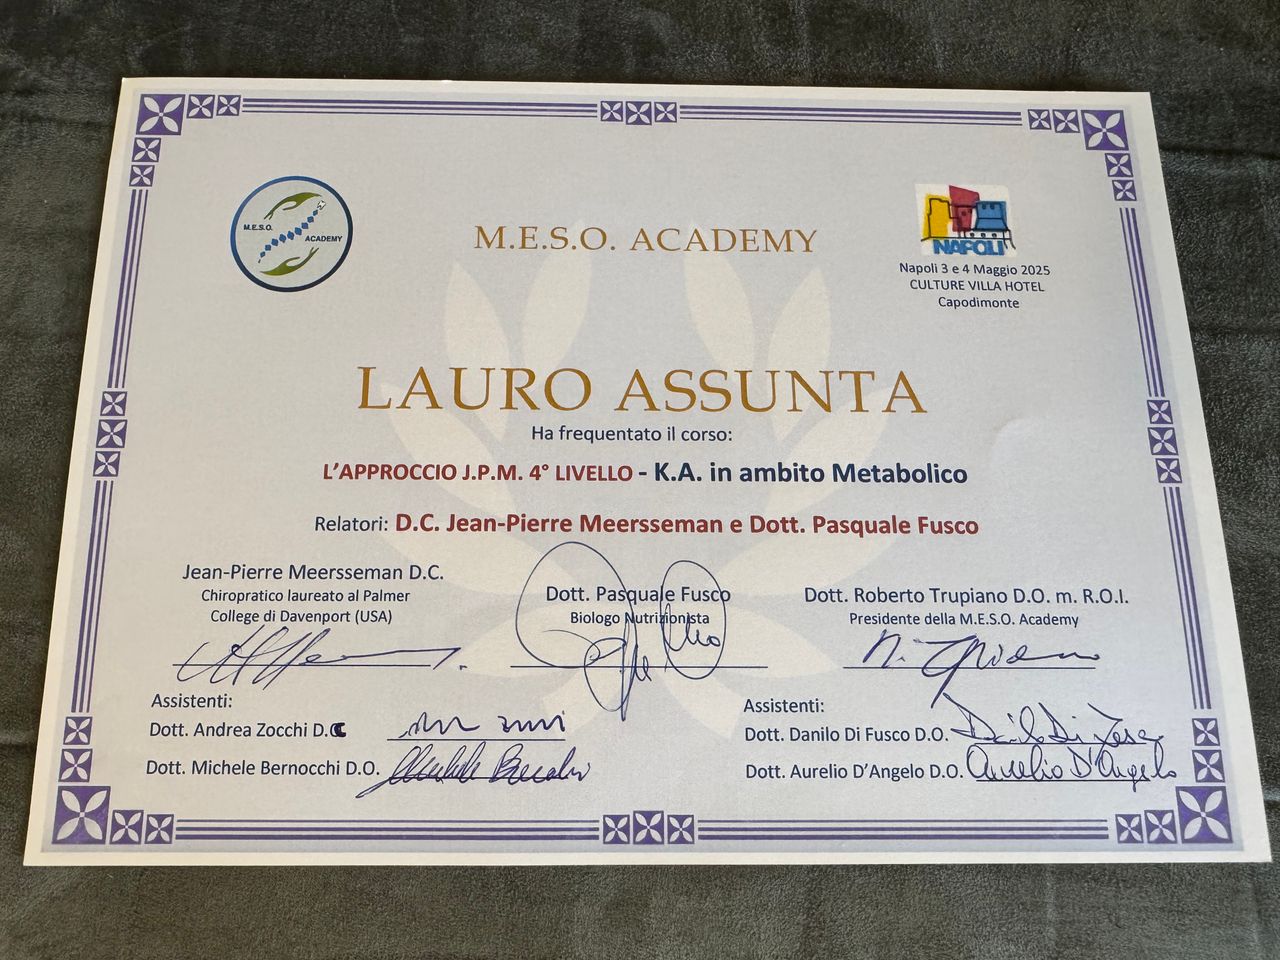 M.E.S.O.
ACADEMY
M.E.S.O. ACADEMY
NAPOLI
Napoli 3 e 4 Maggio 2025
CULTURE VILLA HOTEL
Capodimonte
LAURO ASSUNTA
Ha frequentato il corso:
L'APPROCCIO J.P.M. 4° LIVELLO - K.A. in ambito Metabolico
Relatori: D.C. Jean-Pierre Meersseman e Dott. Pasquale Fusco
Jean-Pierre Meersseman D.C.
Chiropratico laureato al Palmer
College di Davenport (USA)
Dott. Pasquale Fusco
Biologo Nutrizionista
Dott. Roberto Trupiano D.O. m. R.O.I.
Presidente della M.E.S.O. Academy
Assistenti:
Dott. Andrea Zocchi D.C
Dott. Michele Bernocchi D.O.
Assistenti:
Dott. Danilo Di Fusco D.O.
Dott. Aurelio D'Angelo D.O. Aurelio D'Angelo